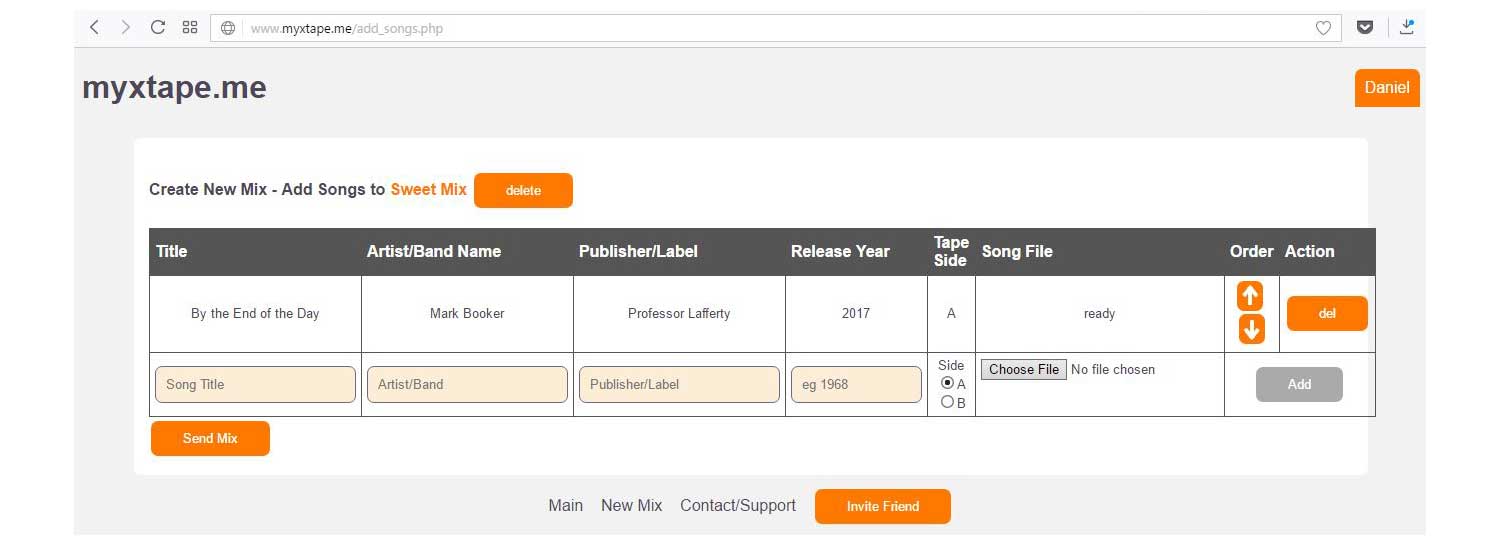 www.myxtape.me/add_songs.php
myxtape.me
Daniel
Create New Mix - Add Songs to Sweet Mix delete
Title Artist/Band Name Publisher/Label Release Year Tape Side Song File Order Action
By the End of the Day Mark Booker Professor Lafferty 2017 A ready del
Song Title Artist/Band Publisher/Label eg 1968 Side A B Choose File No file chosen Add
Send Mix
Main New Mix Contact/Support Invite Friend